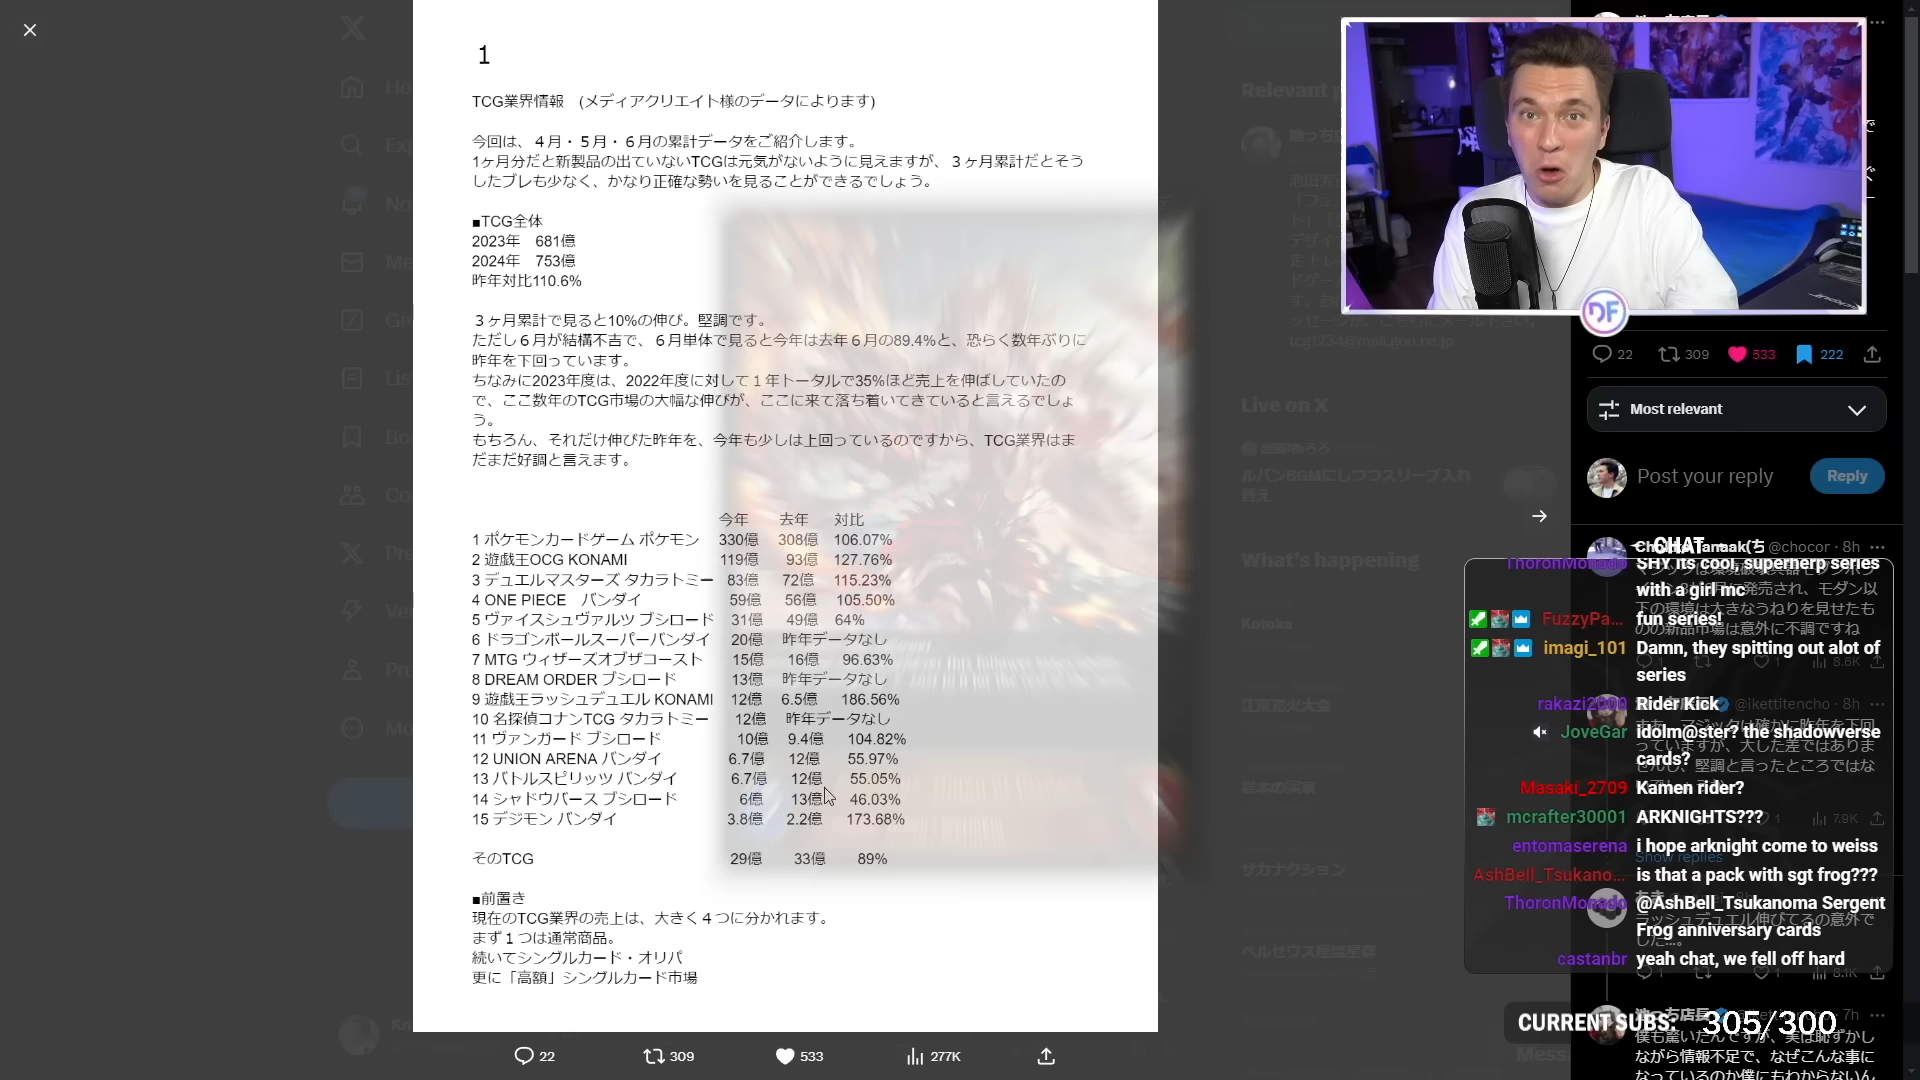 1
TCG業界情報　(メディアクリエイト様のデータによります)
今回は、４月・５月・６月の累計データをご紹介します。
1ヶ月分だと新製品の出ていないTCGは元気がないように見えますが、３ヶ月累計だとそう
したブレも少なく、かなり正確な勢いを見ることができるでしょう。
■TCG全体
2023年　681億
2024年　753億
昨年対比110.6%
３ヶ月累計で見ると10%の伸び。堅調です。
ただし６月が結構不吉で、６月単体で見ると今年は去年６月の89.4%と、恐らく数年ぶりに
昨年を下回っています。
ちなみに2023年度は、2022年度に対して１年トータルで35%ほど売上を伸ばしていたの
で、ここ数年のTCG市場の大幅な伸びが、ここに来て落ち着いてきていると言えるでしょ
う。
もちろん、それだけ伸びた昨年を、今年も少しは上回っているのですから、TCG業界はま
だまだ好調と言えます。
今年　去年　対比
1 ポケモンカードゲーム ポケモン　330億　308億　106.07%
2 遊戯王OCG KONAMI　119億　93億　127.76%
3 デュエルマスターズ タカラトミー　83億　72億　115.23%
4 ONE PIECE　バンダイ　59億　56億　105.50%
5 ヴァイスシュヴァルツ ブシロード　31億　49億　64%
6 ドラゴンボールスーパーバンダイ　20億　昨年データなし
7 MTG ウィザーズオブザコースト　15億　16億　96.63%
8 DREAM ORDER ブシロード　13億　昨年データなし
9 遊戯王ラッシュデュエル KONAMI　12億　6.5億　186.56%
10 名探偵コナンTCG タカラトミー　12億　昨年データなし
11 ヴァンガード ブシロード　10億　9.4億　104.82%
12 UNION ARENA バンダイ　6.7億　12億　55.97%
13 バトルスピリッツ バンダイ　6.7億　12億　55.05%
14 シャドウバース ブシロード　6億　13億　46.03%
15 デジモン バンダイ　3.8億　2.2億　173.68%
そのTCG　29億　33億　89%
■前置き
現在のTCG業界の売上は、大きく４つに分かれます。
まず１つは通常商品。
続いてシングルカード・オリパ
更に「高額」シングルカード市場
22　309　533　277K
DF
22　309　533　222
Most relevant
Post your reply
Reply
@chocor · 8h
CHAT
ThoronMonado SHY its cool, superherp series
with a girl mc
FuzzyPa... fun series!
imagi_101 Damn, they spitting out alot of
series
rakazi2000 Rider Kick
@ikettitencho · 8h
JoveGar idolm@ster? the shadowverse
cards?
Masaki_2709 Kamen rider?
mcrafter30001 ARKNIGHTS???
entomaserena i hope arknight come to weiss
Show replies
AshBell_Tsukano... is that a pack with sgt frog???
ThoronMonado @AshBell_Tsukanoma Sergent
Frog anniversary cards
castanbr yeah chat, we fell off hard
CURRENT SUBS: 305/300
Live on X
What's happening
Kotoka
ルパンBGMにしつつスリープ入れ
替え
サカナクション